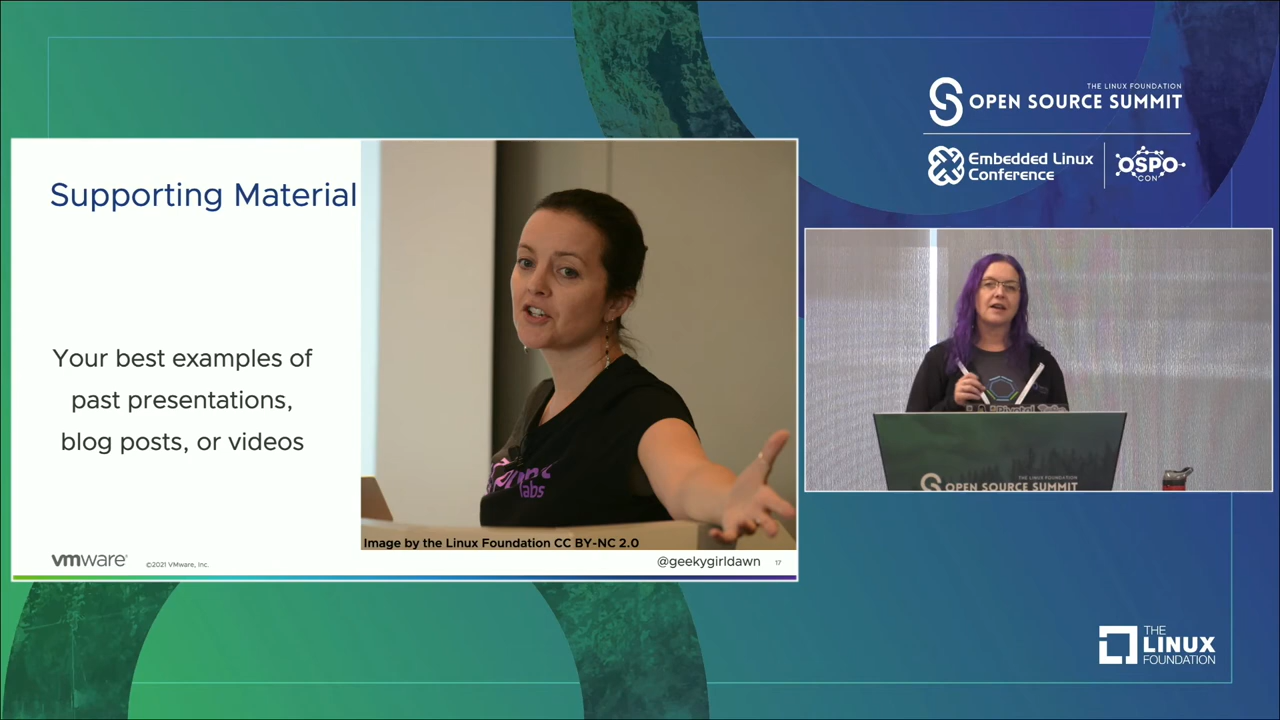 THE LINUX FOUNDATION
OPEN SOURCE SUMMIT
Embedded Linux
Conference
OSPO
CON
Supporting Material
Your best examples of
past presentations,
blog posts, or videos
labs
Image by the Linux Foundation CC BY-NC 2.0
vmware®
©2021 VMware, Inc.
@geekygirldawn
17
THE LINUX FOUNDATION
OPEN SOURCE SUMMIT
THE
LINUX
FOUNDATION